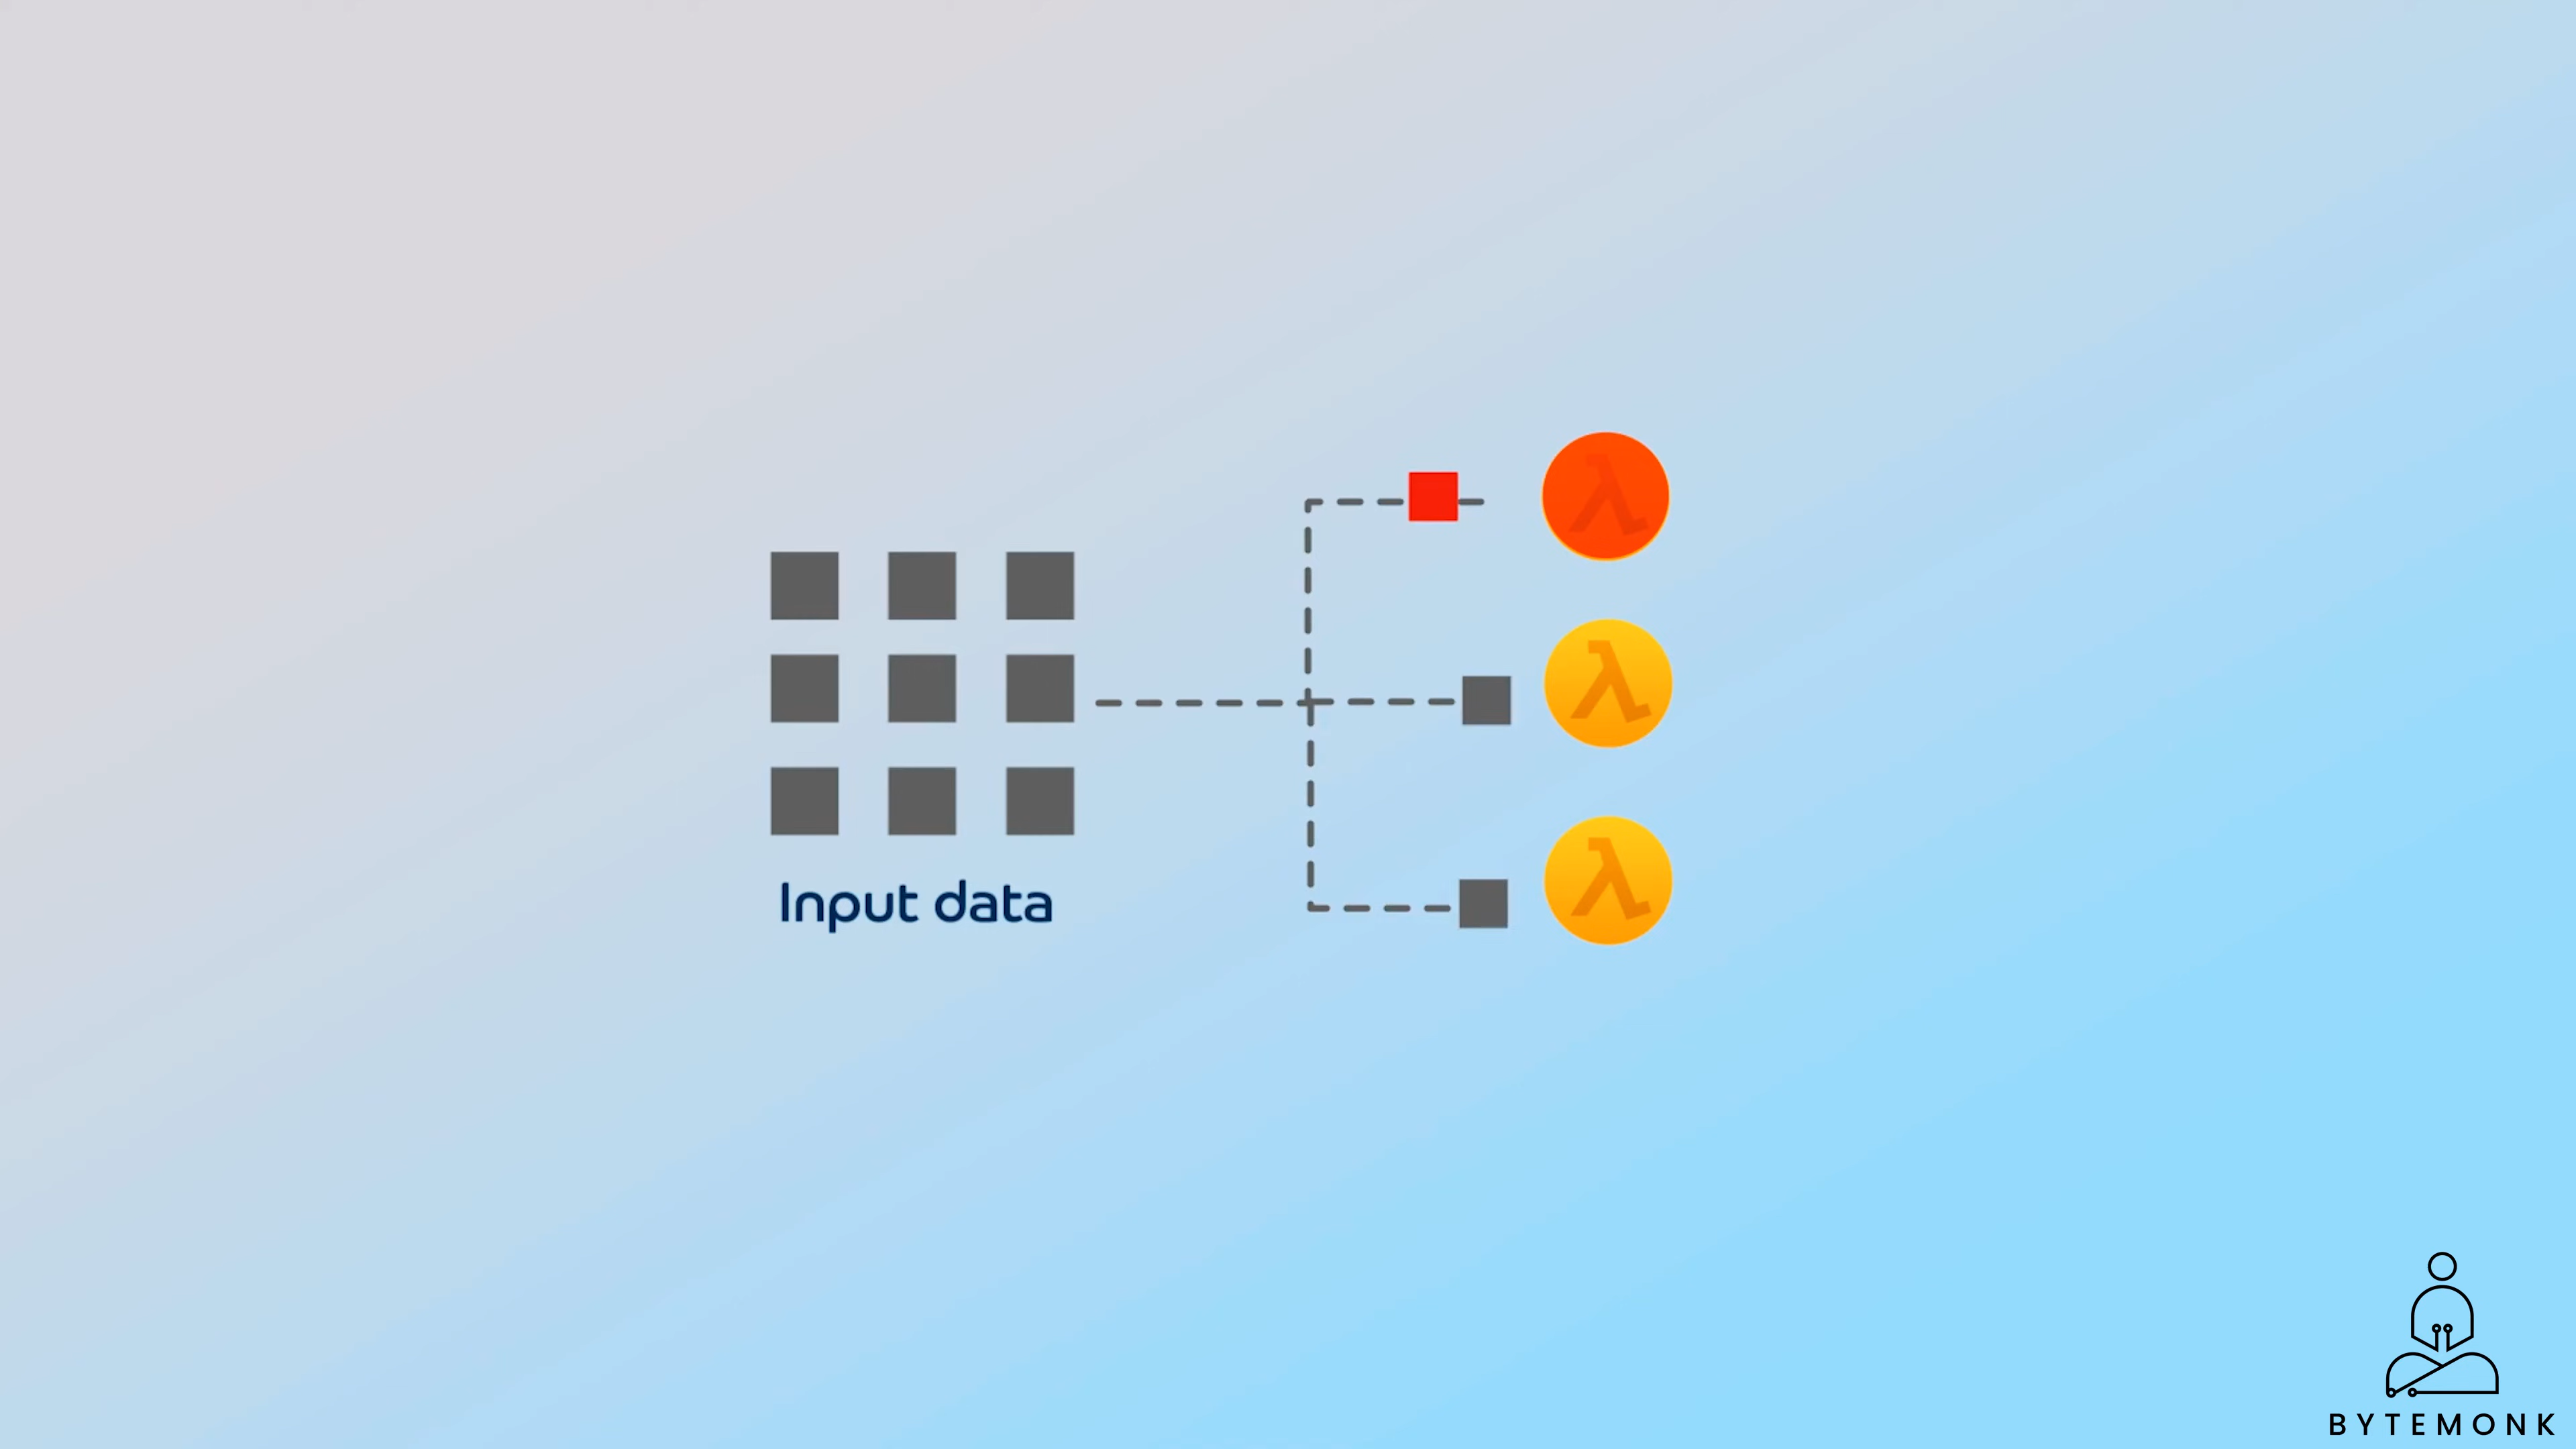 λ
Input data
λ
λ
BYTEMONK